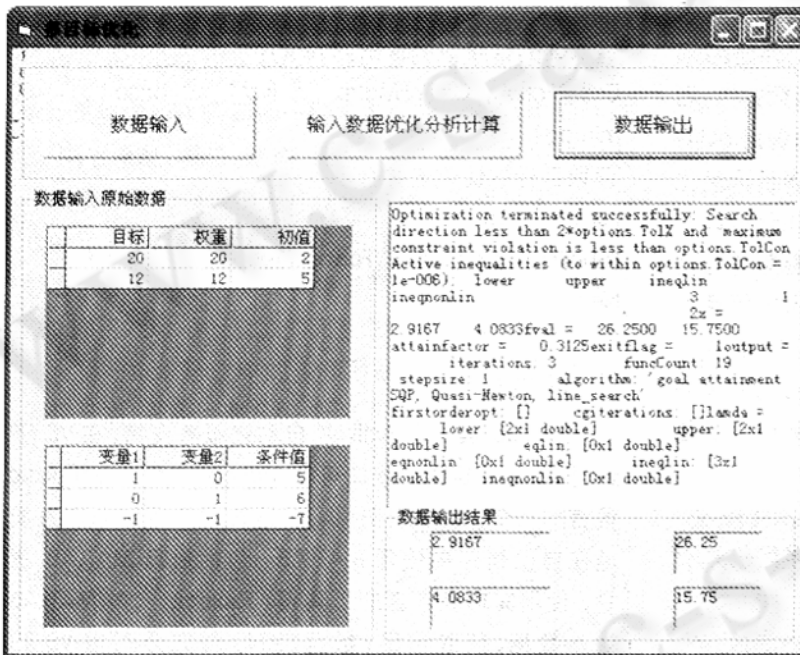 多目标优化
数据输入
输入数据优化分析计算
数据输出
数据输入原始数据
目标 权重 初值
20 20 2
12 12 5
变量1 变量2 条件值
1 0 5
0 1 6
-1 -1 -7
Optimization terminated successfully: Search
direction less than 2*options.TolX and maximum
constraint violation is less than options.TolCon
Active inequalities (to within options.TolCon =
1e-006): lower upper ineqlin
ineqnonlin 3 1
2x =
2.9167 4.0833fval = 26.2500 15.7500
attainfactor = 0.3125exitflag = 1output =
iterations: 3 funcCount: 19
stepsize: 1 algorithm: 'goal attainment
SQP, Quasi-Newton, line_search'
firstorderopt: [] cgiterations: []lamda =
lower: [2x1 double] upper: [2x1
double] eqlin: [0x1 double]
eqnonlin: [0x1 double] ineqlin: [3x1
double] ineqnonlin: [0x1 double]
数据输出结果
2.9167 26.25
4.0833 15.75
www.c-s-a